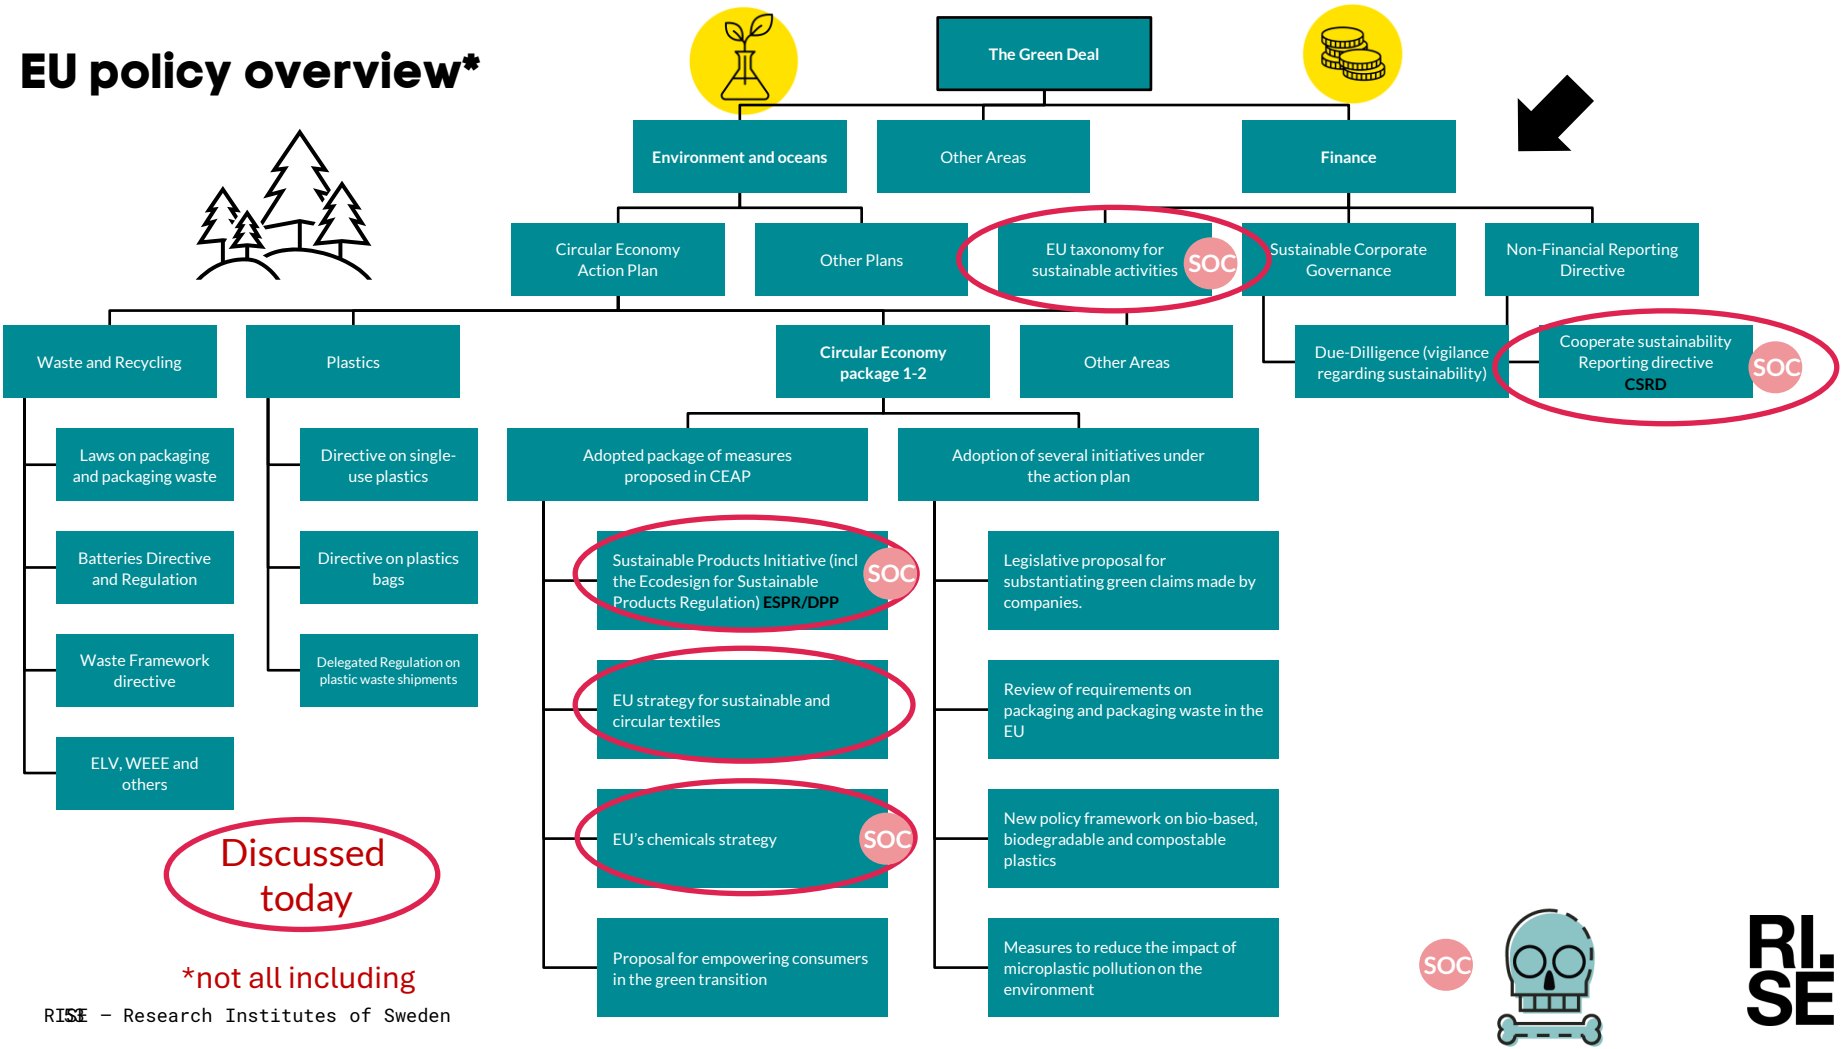 EU policy overview*
The Green Deal
Environment and oceans
Other Areas
Finance
Circular Economy
Action Plan
Other Plans
EU taxonomy for
sustainable activities
SOC
Sustainable Corporate
Governance
Non-Financial Reporting
Directive
Waste and Recycling
Plastics
Circular Economy
package 1-2
Other Areas
Due-Dilligence (vigilance
regarding sustainability)
Cooperate sustainability
Reporting directive
CSRD
SOC
Laws on packaging
and packaging waste
Batteries Directive
and Regulation
Waste Framework
directive
ELV, WEEE and
others
Directive on single-
use plastics
Directive on plastics
bags
Delegated Regulation on
plastic waste shipments
Adopted package of measures
proposed in CEAP
Sustainable Products Initiative (incl
the Ecodesign for Sustainable
Products Regulation) ESPR/DPP
SOC
EU strategy for sustainable and
circular textiles
EU's chemicals strategy
SOC
Proposal for empowering consumers
in the green transition
Adoption of several initiatives under
the action plan
Legislative proposal for
substantiating green claims made by
companies.
Review of requirements on
packaging and packaging waste in the
EU
New policy framework on bio-based,
biodegradable and compostable
plastics
Measures to reduce the impact of
microplastic pollution on the
environment
Discussed
today
*not all including
RISE — Research Institutes of Sweden
53
SOC
RI.
SE